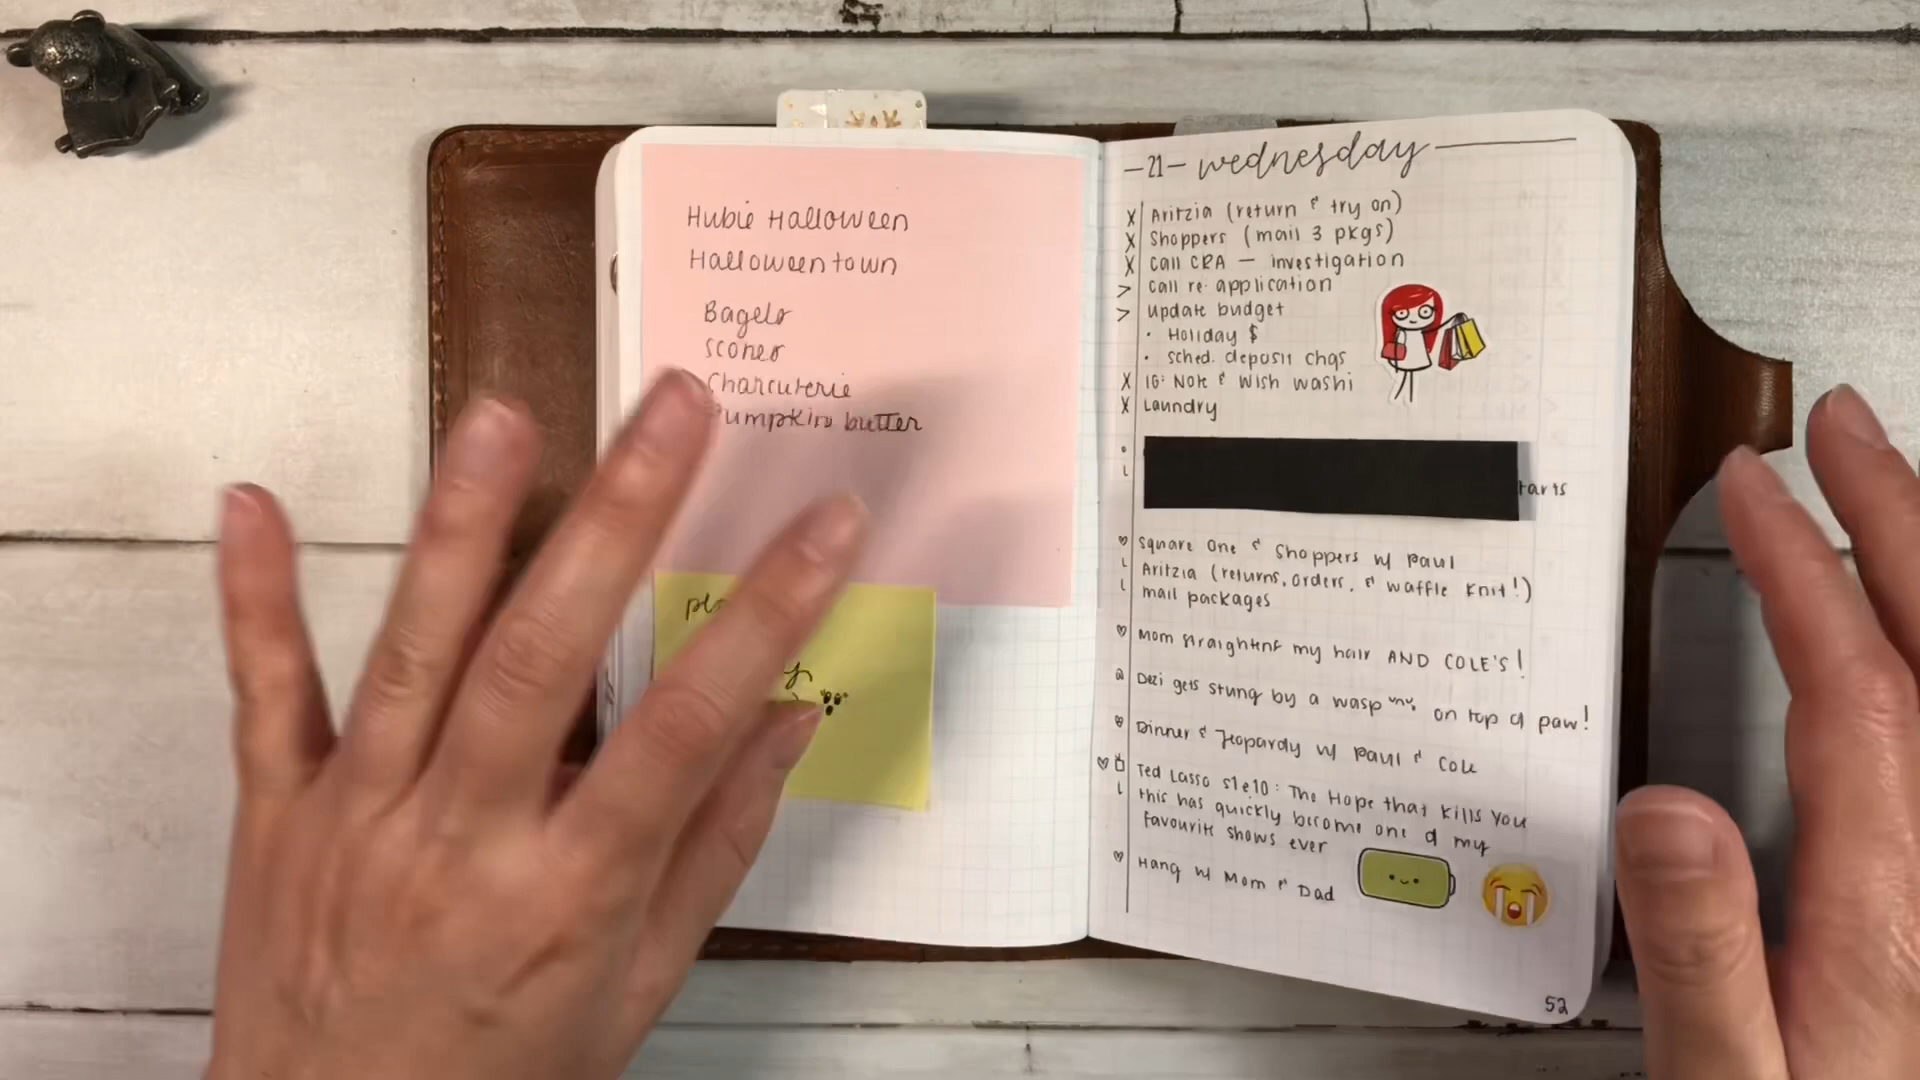 Hubie Halloween
Halloweentown
Bagels
Scones
Charcuterie
Pumpkin butter
—21— wednesday
X Aritzia (return & try on)
X Shoppers (mail 3 pkgs)
X Call CRA — investigation
> Call re: application
> Update budget
• Holiday $
• Sched. deposit chqs
X IG: Note & Wish washi
X Laundry
tarts
Square One & Shoppers w/ Paul
Aritzia (returns, orders, & waffle knit!)
mail packages
Mom straightens my hair AND COLE'S!
Dezi gets stung by a wasp on top of paw!
Dinner & Jeopardy w/ Paul & Cole
Ted Lasso s1e10: The Hope that Kills You
this has quickly become one of my
favourite shows ever
Hang w/ Mom & Dad
52